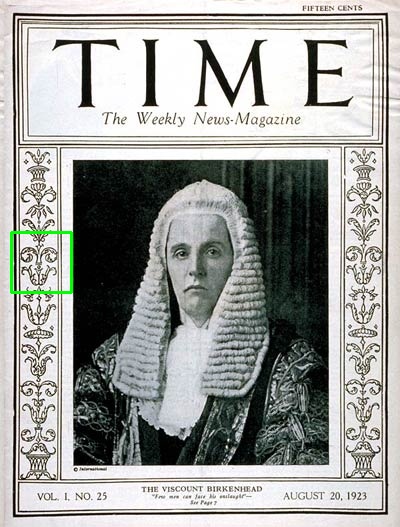 FIFTEEN CENTS
TIME
The Weekly News-Magazine
© International
VOL. I, NO. 25
THE VISCOUNT BIRKENHEAD
"Few men can face his onslaught"—
See Page 7
AUGUST 20, 1923